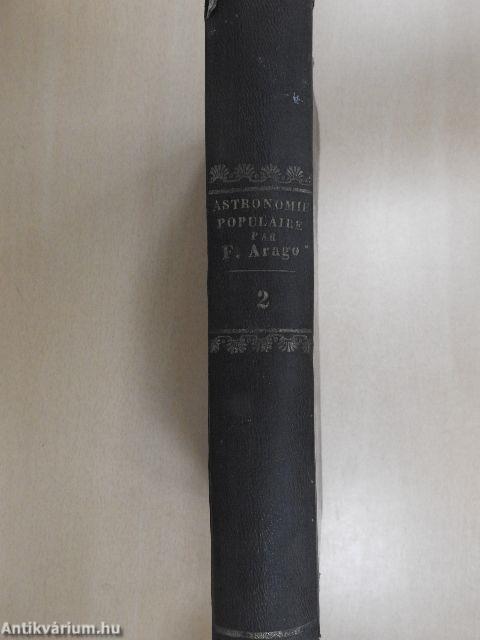 ASTRONOMIE
POPULAIRE
PAR
F. Arago
2
Antikvárium.hu